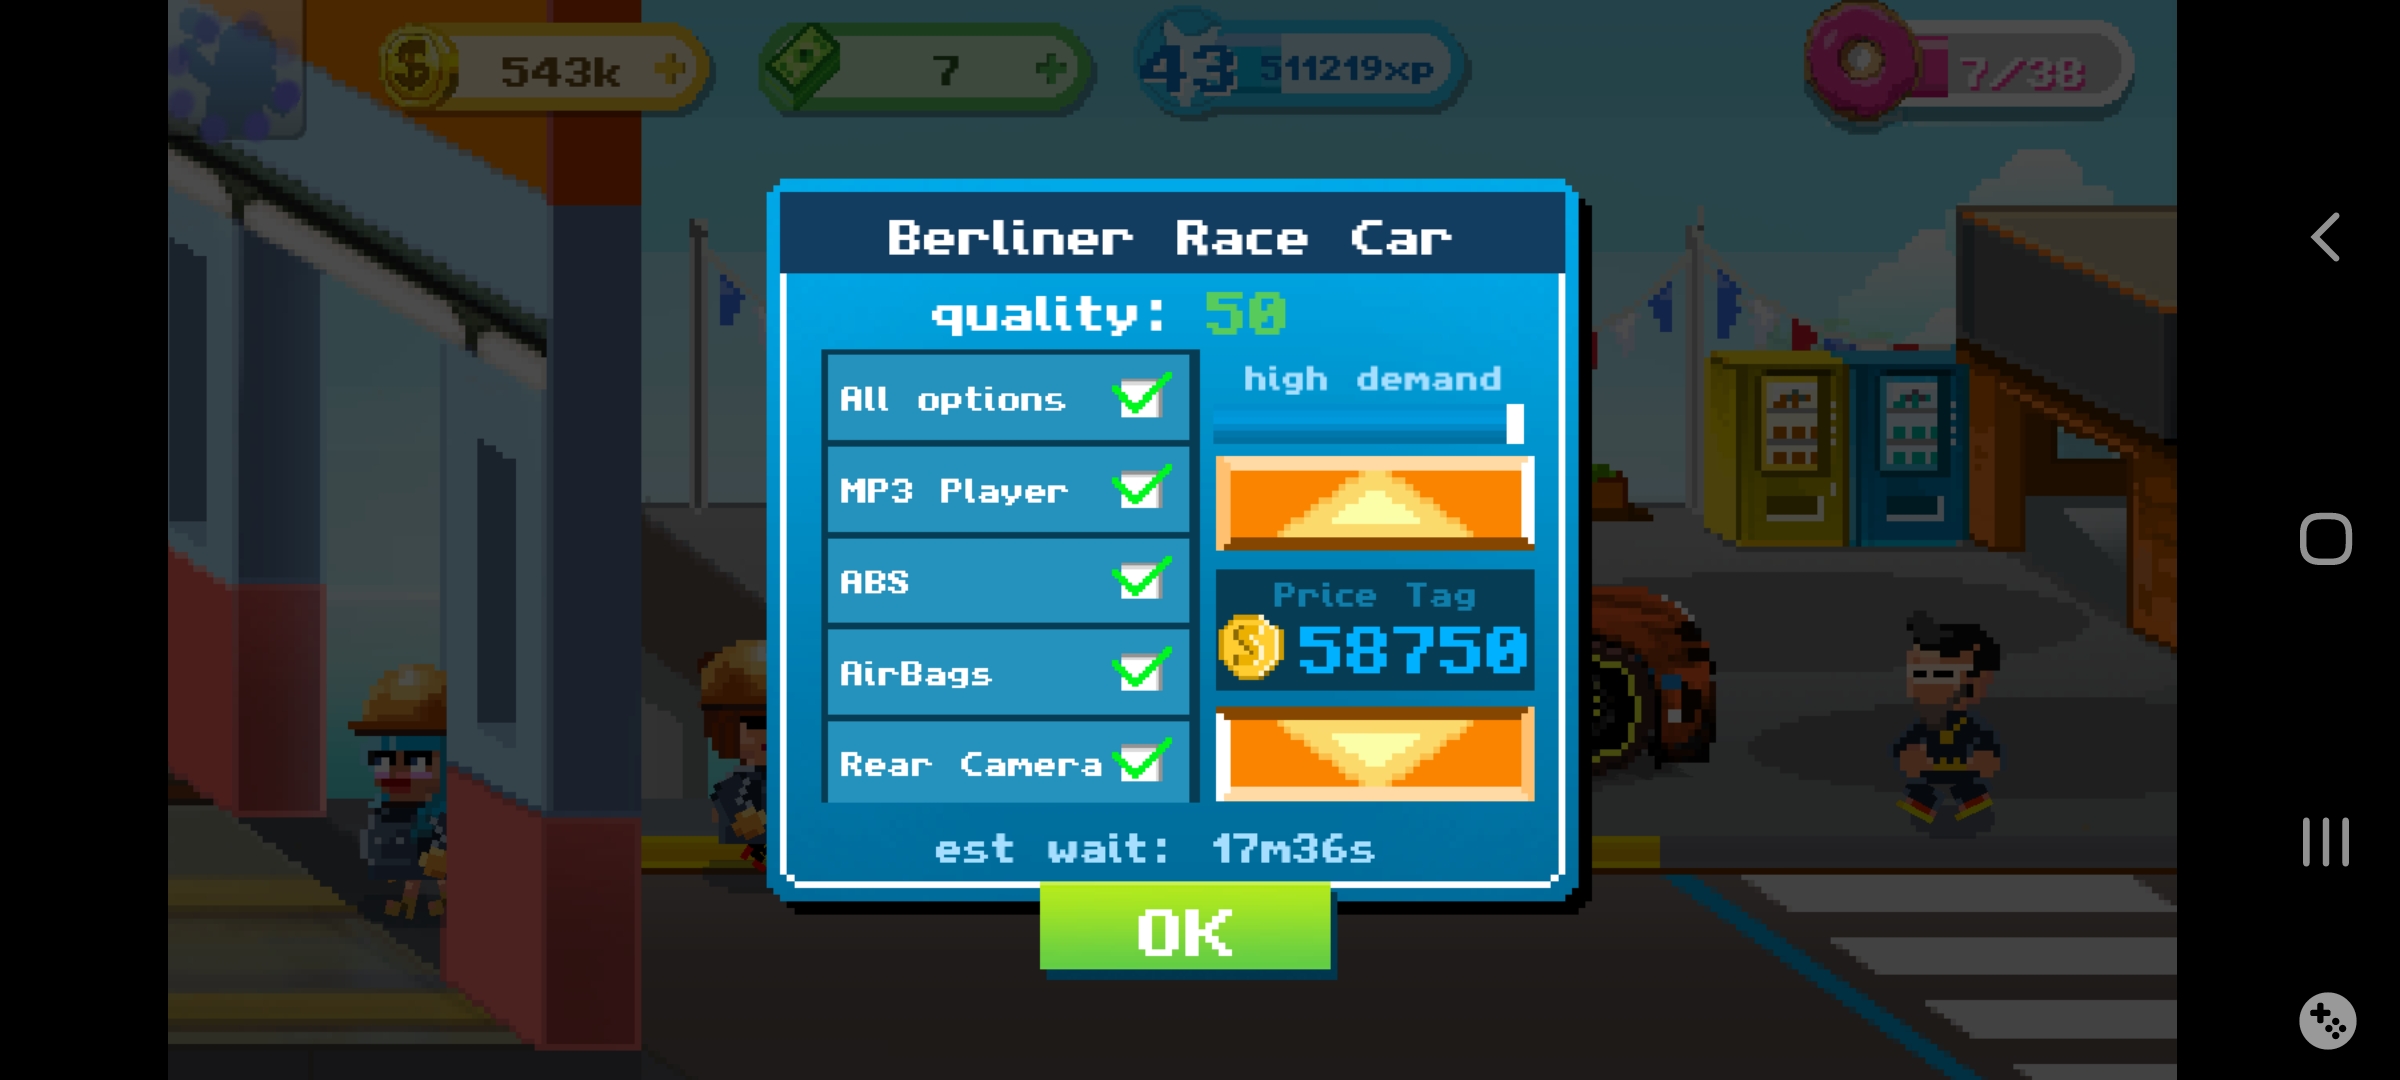 543k
7
43 511219xp
7/38
Berliner Race Car
quality: 50
All options
MP3 Player
ABS
AirBags
Rear Camera
high demand
Price Tag
58750
est wait: 17m36s
OK